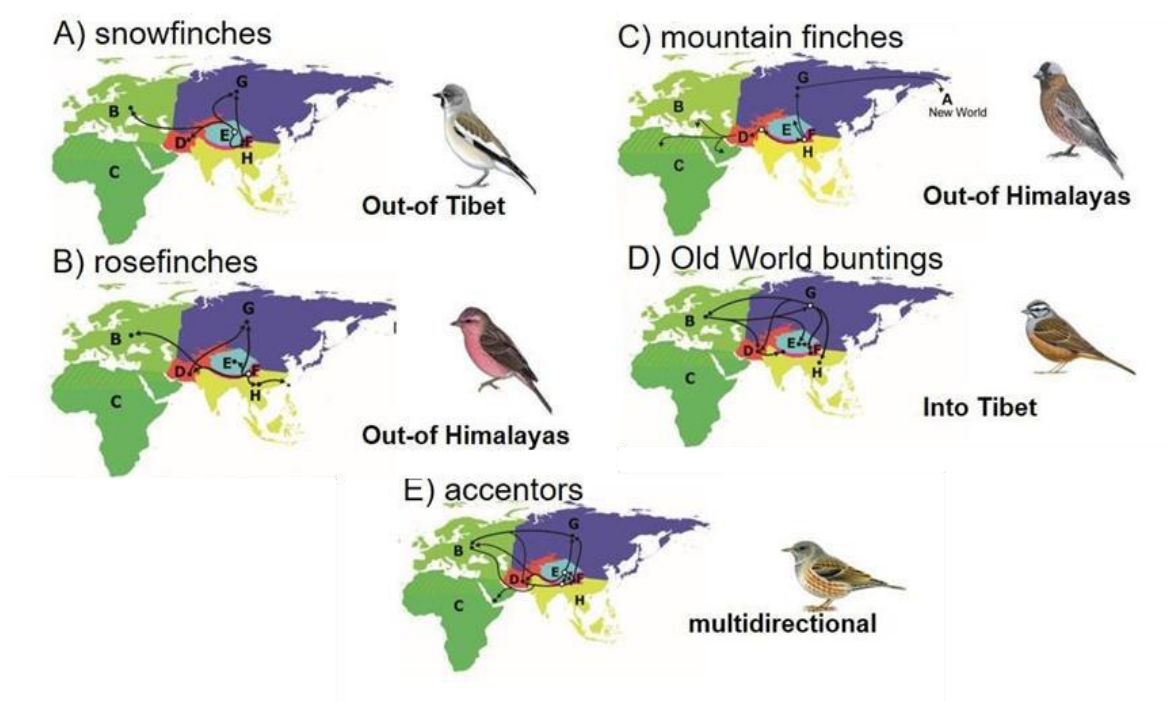 A) snowfinches
G
B
E
D
F
H
C
Out-of Tibet
B) rosefinches
G
B
E
D
F
H
C
Out-of Himalayas
C) mountain finches
G
A
New World
B
E
F
D
H
C
Out-of Himalayas
D) Old World buntings
G
B
E
F
D
H
C
Into Tibet
E) accentors
G
B
E
D
F
H
C
multidirectional